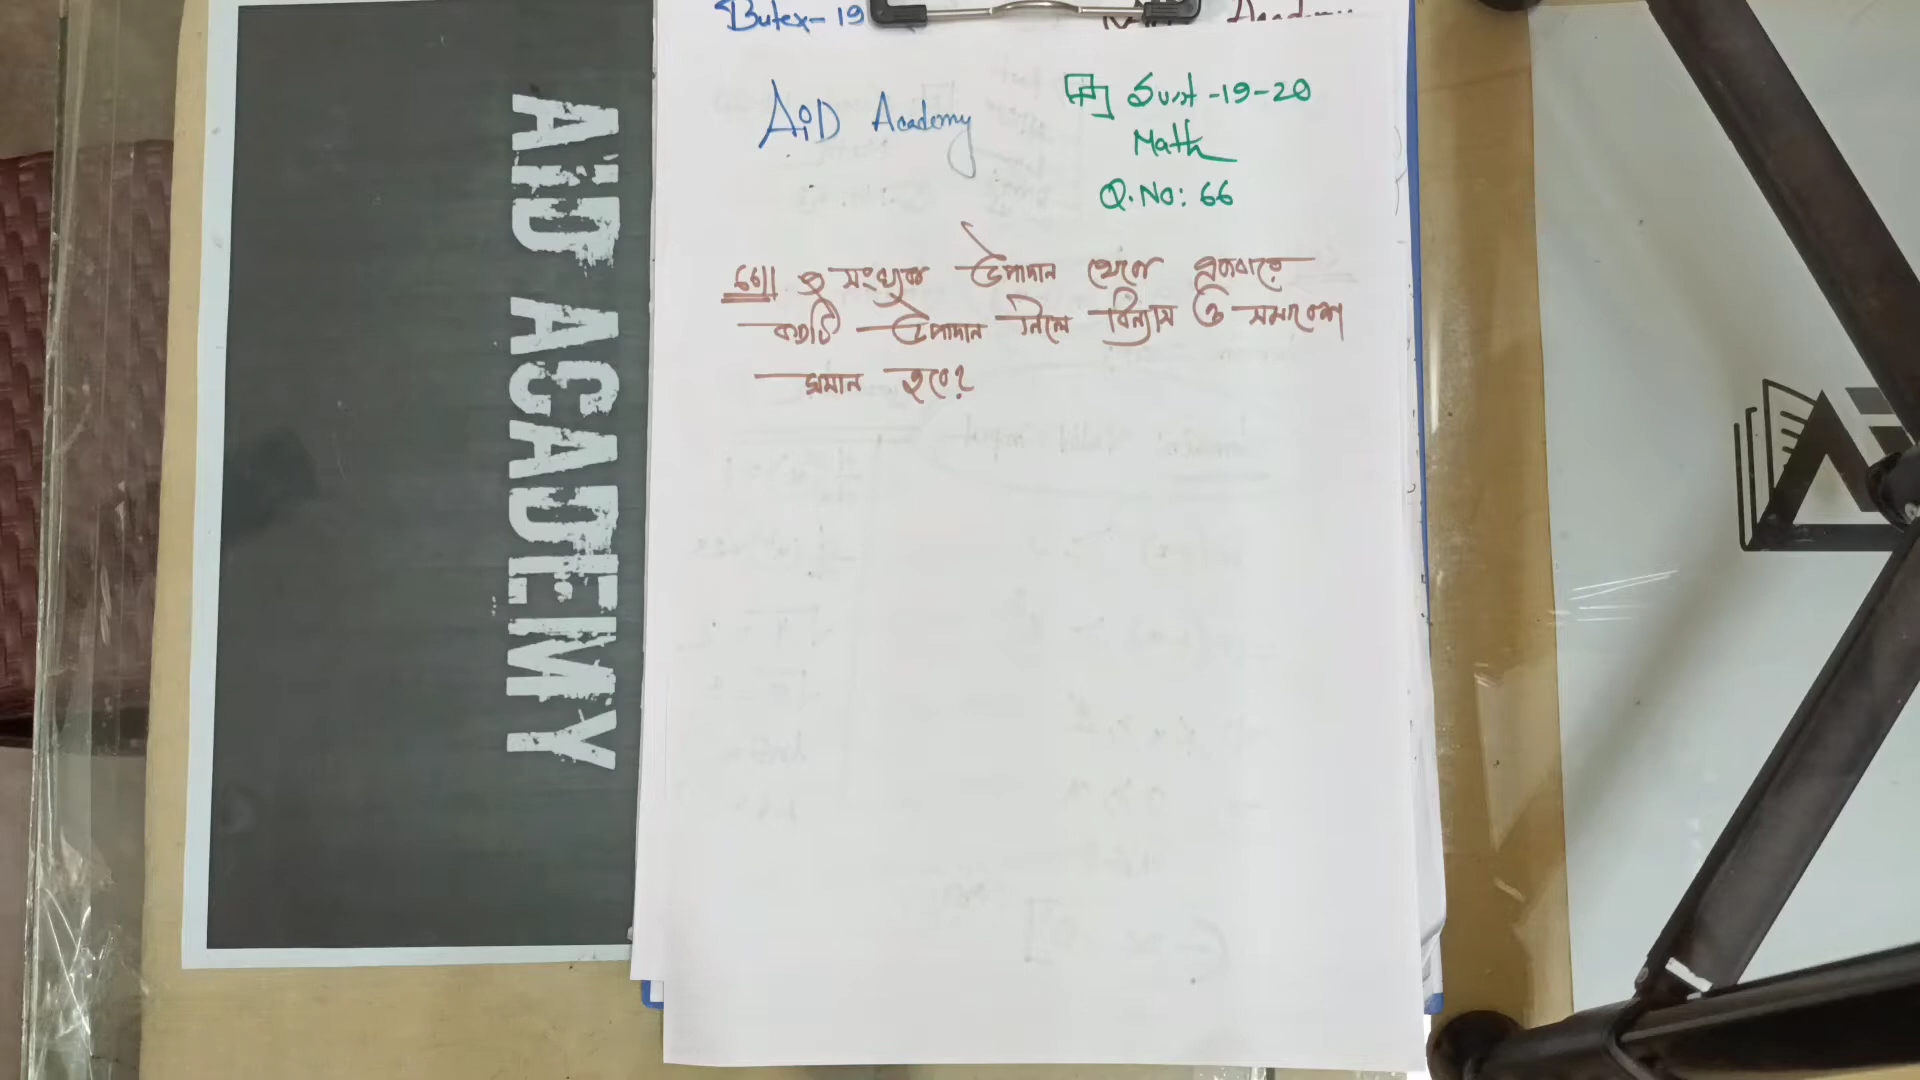 Butex-19
AID Academy
Sust-19-20
Math
Q.No: 66
66|| ও সংখ্যক উপাদান থেকে একবারে
কয়টি উপাদান নিলে বিন্যাস ও সমাবেশ
সমান হবে?
AID ACADEMY